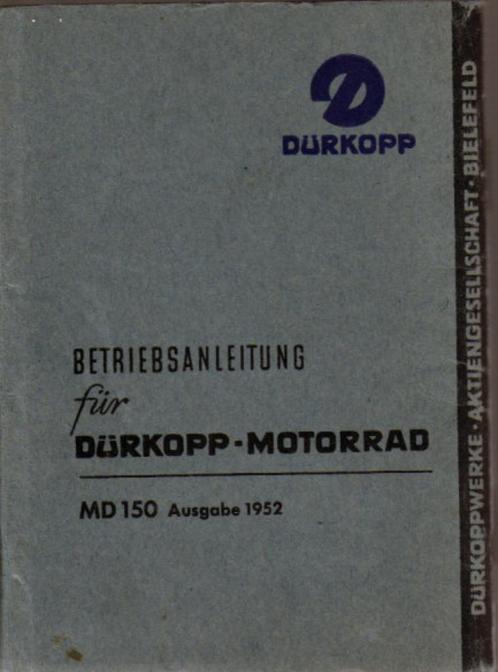 DÜRKOPP
BETRIEBSANLEITUNG
für
DÜRKOPP-MOTORRAD
MD 150 Ausgabe 1952
DÜRKOPPWERKE · AKTIENGESELLSCHAFT · BIELEFELD